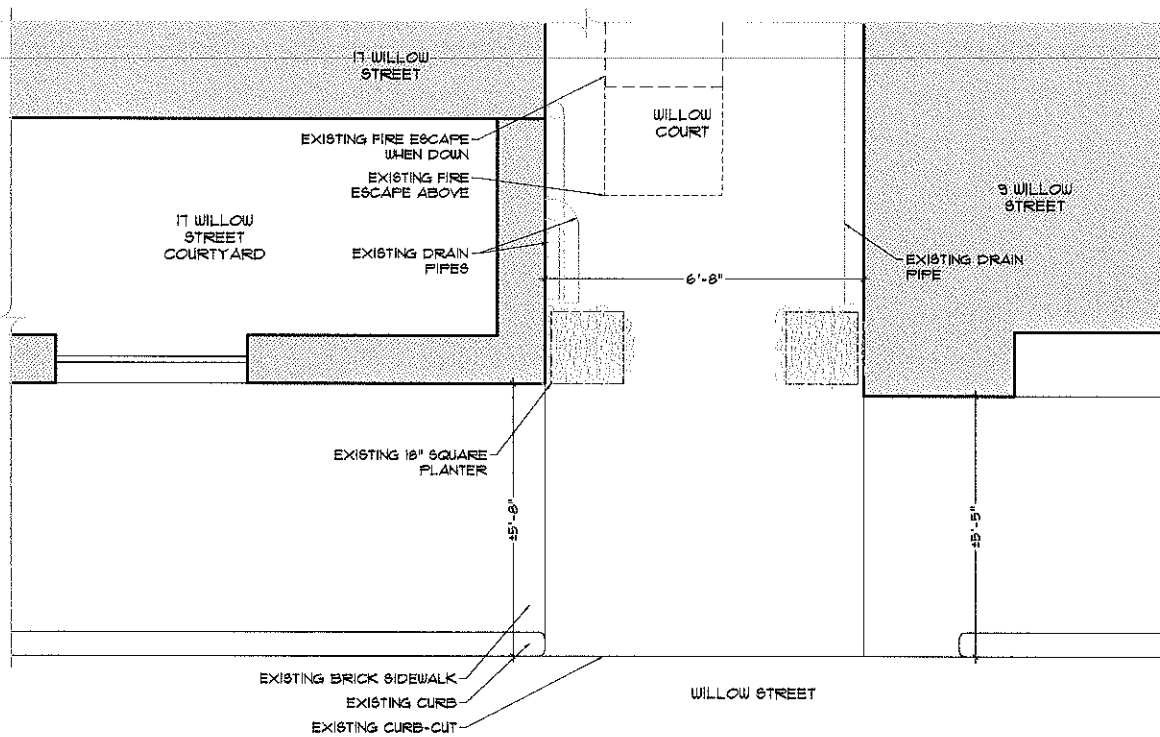 17 WILLOW
STREET
WILLOW
COURT
EXISTING FIRE ESCAPE
WHEN DOWN
EXISTING FIRE
ESCAPE ABOVE
9 WILLOW
STREET
17 WILLOW
STREET
COURTYARD
EXISTING DRAIN
PIPES
EXISTING DRAIN
PIPE
6'-8"
EXISTING 18" SQUARE
PLANTER
±5'-8"
±5'-5"
EXISTING BRICK SIDEWALK
EXISTING CURB
EXISTING CURB-CUT
WILLOW STREET